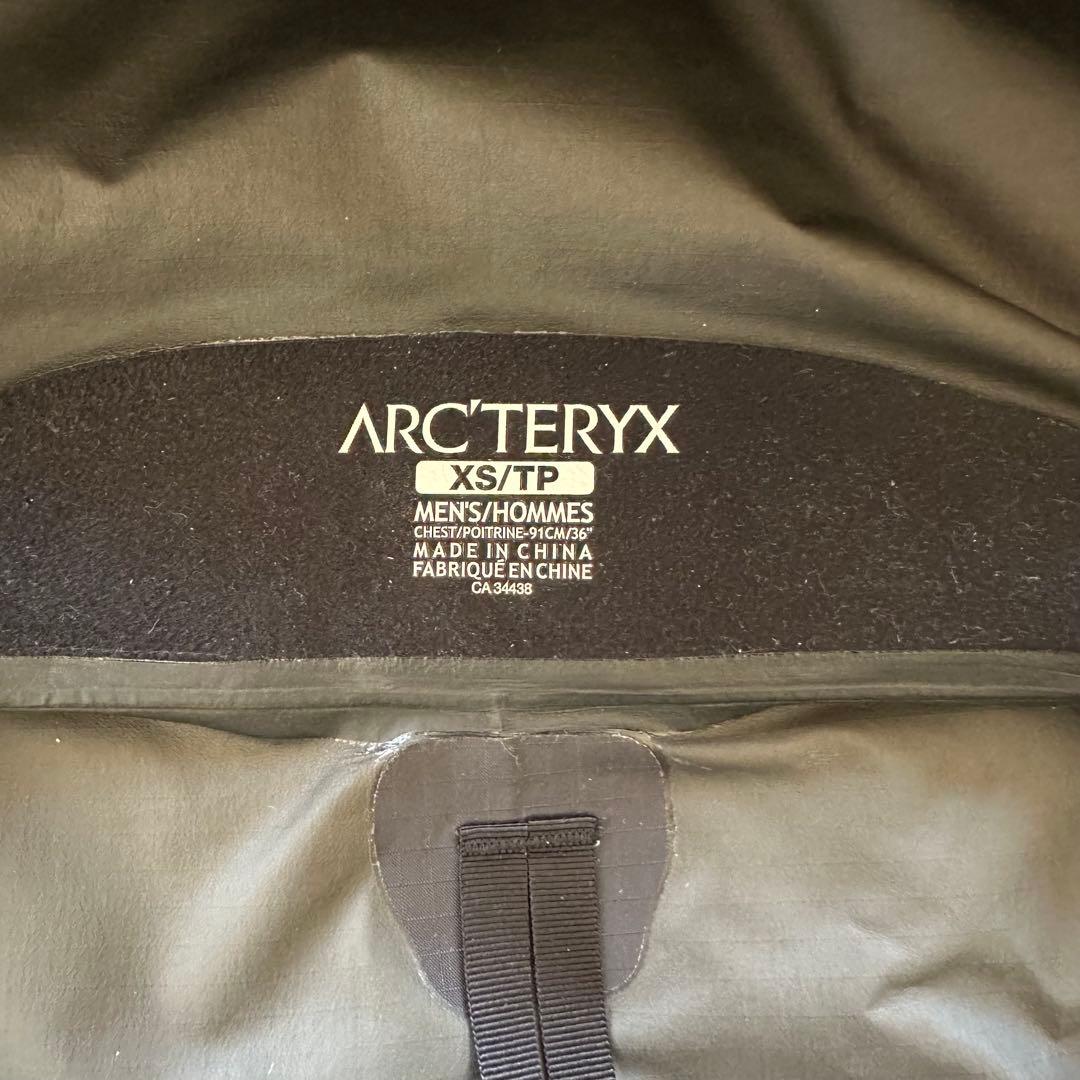 ARC'TERYX
XS/TP
MEN'S/HOMMES
CHEST/POITRINE-91CM/36"
MADE IN CHINA
FABRIQUÉ EN CHINE
CA 34438